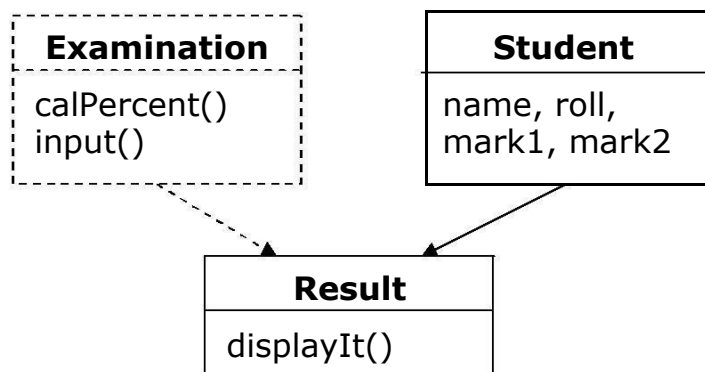 Examination
calPercent()
input()
Student
name, roll,
mark1, mark2
Result
displayIt()